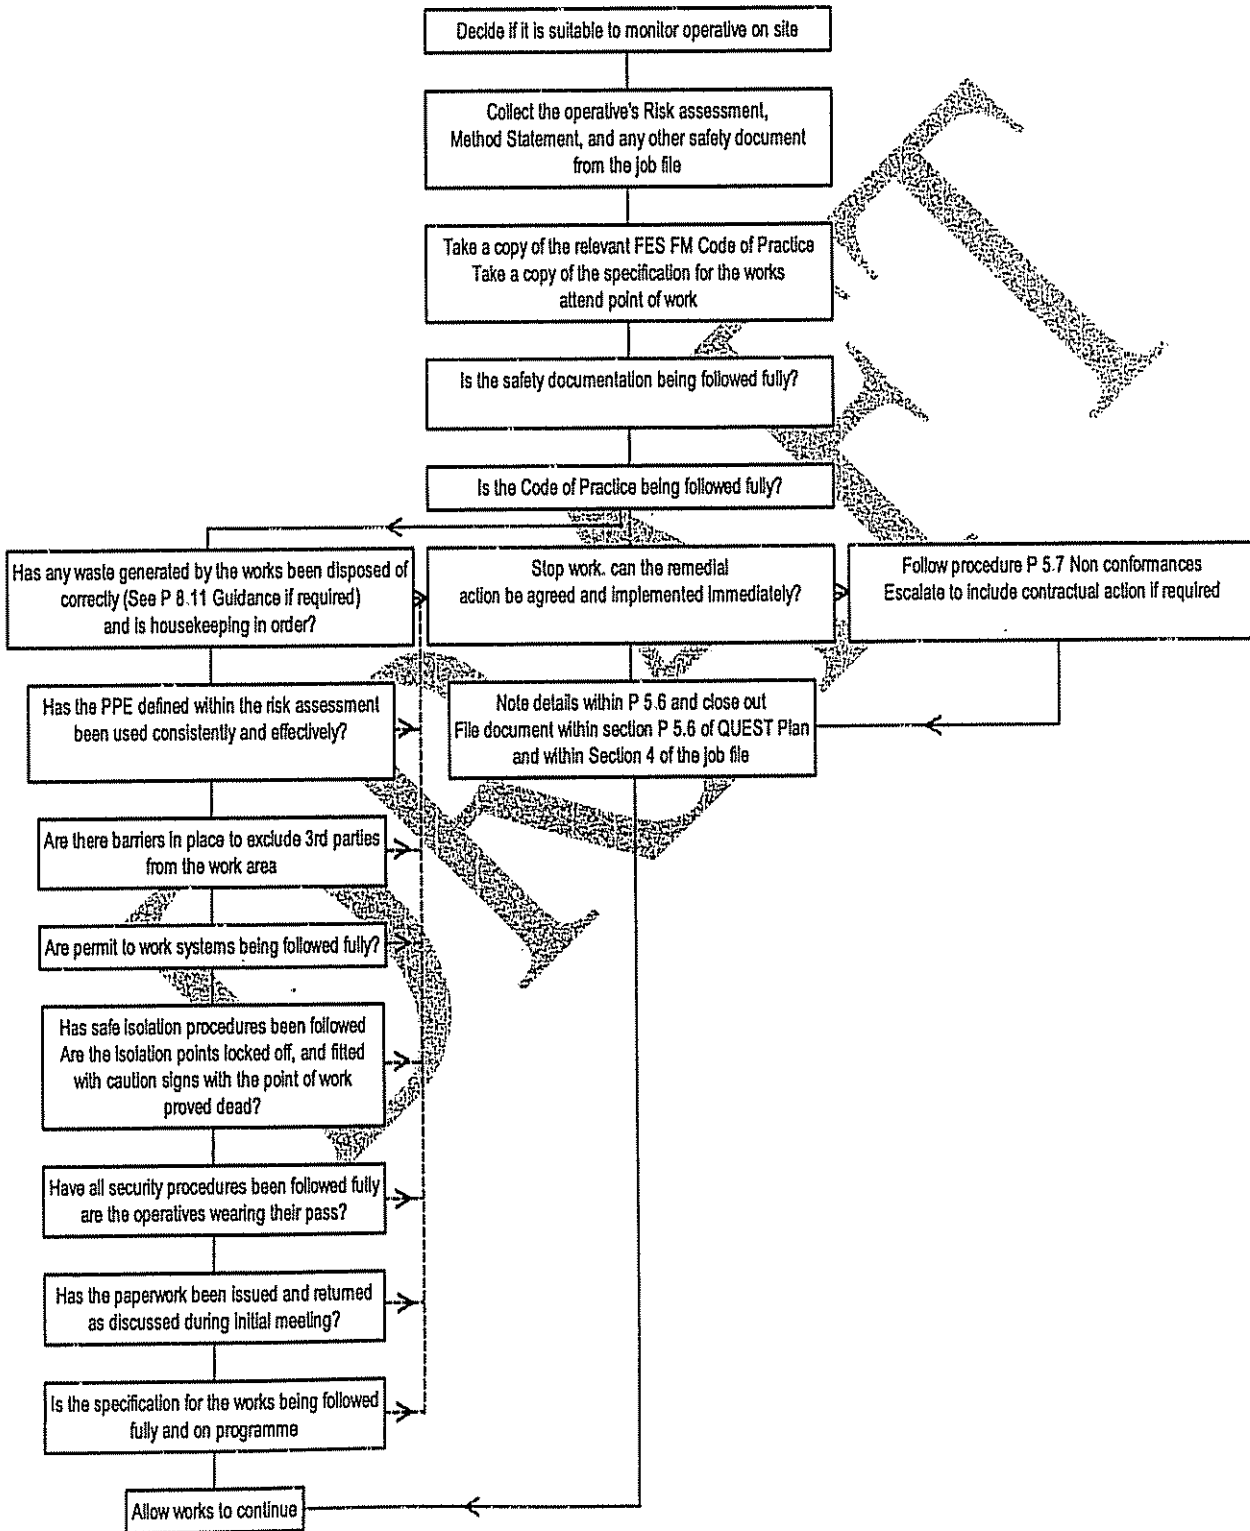 Decide if it is suitable to monitor operative on site
Collect the operative's Risk assessment,
Method Statement, and any other safety document
from the job file
Take a copy of the relevant FES FM Code of Practice
Take a copy of the specification for the works
attend point of work
Is the safety documentation being followed fully?
Is the Code of Practice being followed fully?
Has any waste generated by the works been disposed of
correctly (See P 8.11 Guidance if required)
and is housekeeping in order?
Stop work. can the remedial
action be agreed and implemented immediately?
Follow procedure P 5.7 Non conformances
Escalate to include contractual action if required
Has the PPE defined within the risk assessment
been used consistently and effectively?
Note details within P 5.6 and close out
File document within section P 5.6 of QUEST Plan
and within Section 4 of the job file
Are there barriers in place to exclude 3rd parties
from the work area
Are permit to work systems being followed fully?
Has safe isolation procedures been followed
Are the isolation points locked off, and fitted
with caution signs with the point of work
proved dead?
Have all security procedures been followed fully
are the operatives wearing their pass?
Has the paperwork been issued and returned
as discussed during initial meeting?
Is the specification for the works being followed
fully and on programme
Allow works to continue
DRAFT